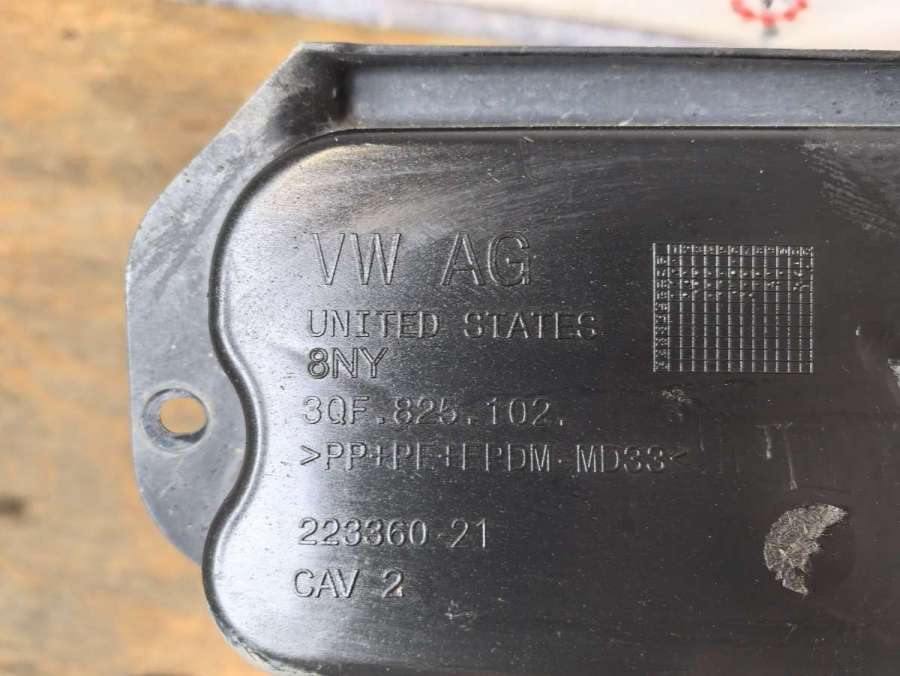 VW AG
UNITED STATES
8NY
3QF.825.102.
>PP+PE+EPDM-MD33<
223360-21
CAV 2